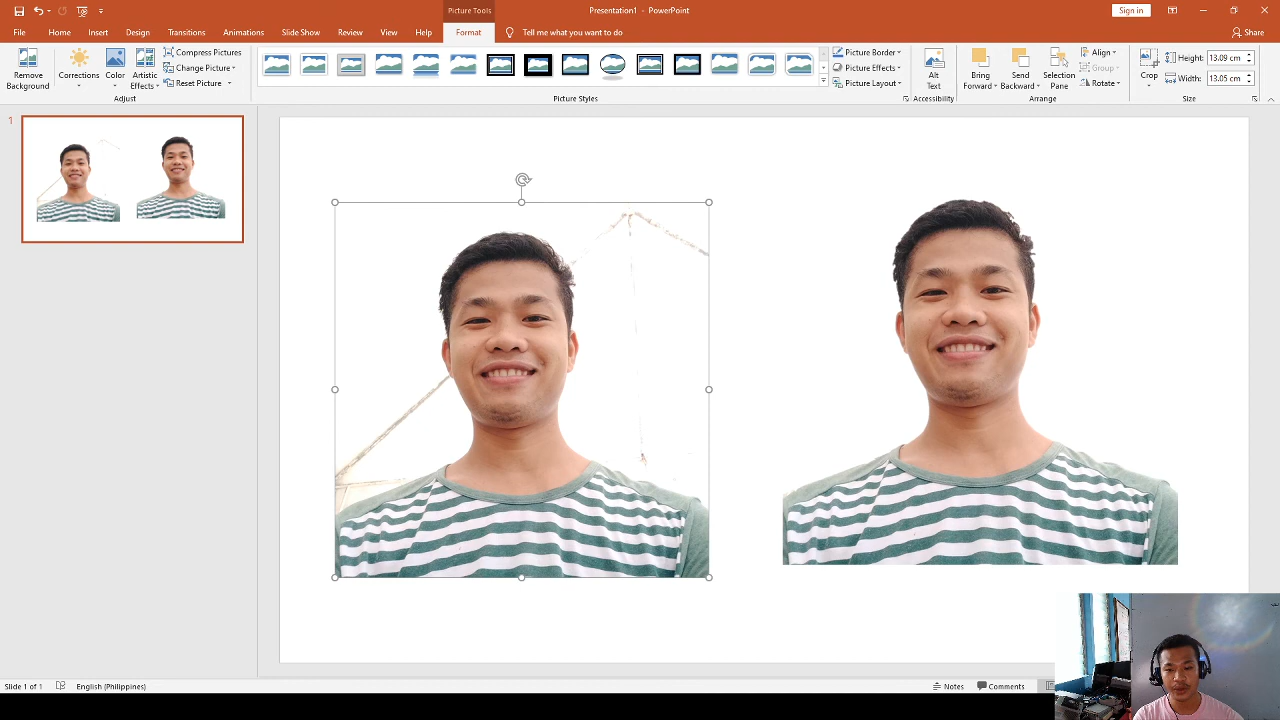 Picture Tools
Presentation1 - PowerPoint
Sign in
File Home Insert Design Transitions Animations Slide Show Review View Help Format Tell me what you want to do
Share
Remove Background
Corrections
Color
Artistic Effects
Compress Pictures
Change Picture
Reset Picture
Adjust
Picture Styles
Picture Border
Picture Effects
Picture Layout
Alt Text
Accessibility
Bring Forward
Send Backward
Selection Pane
Align
Group
Rotate
Arrange
Crop
Height: 13.09 cm
Width: 13.05 cm
Size
1
Slide 1 of 1
English (Philippines)
Notes
Comments